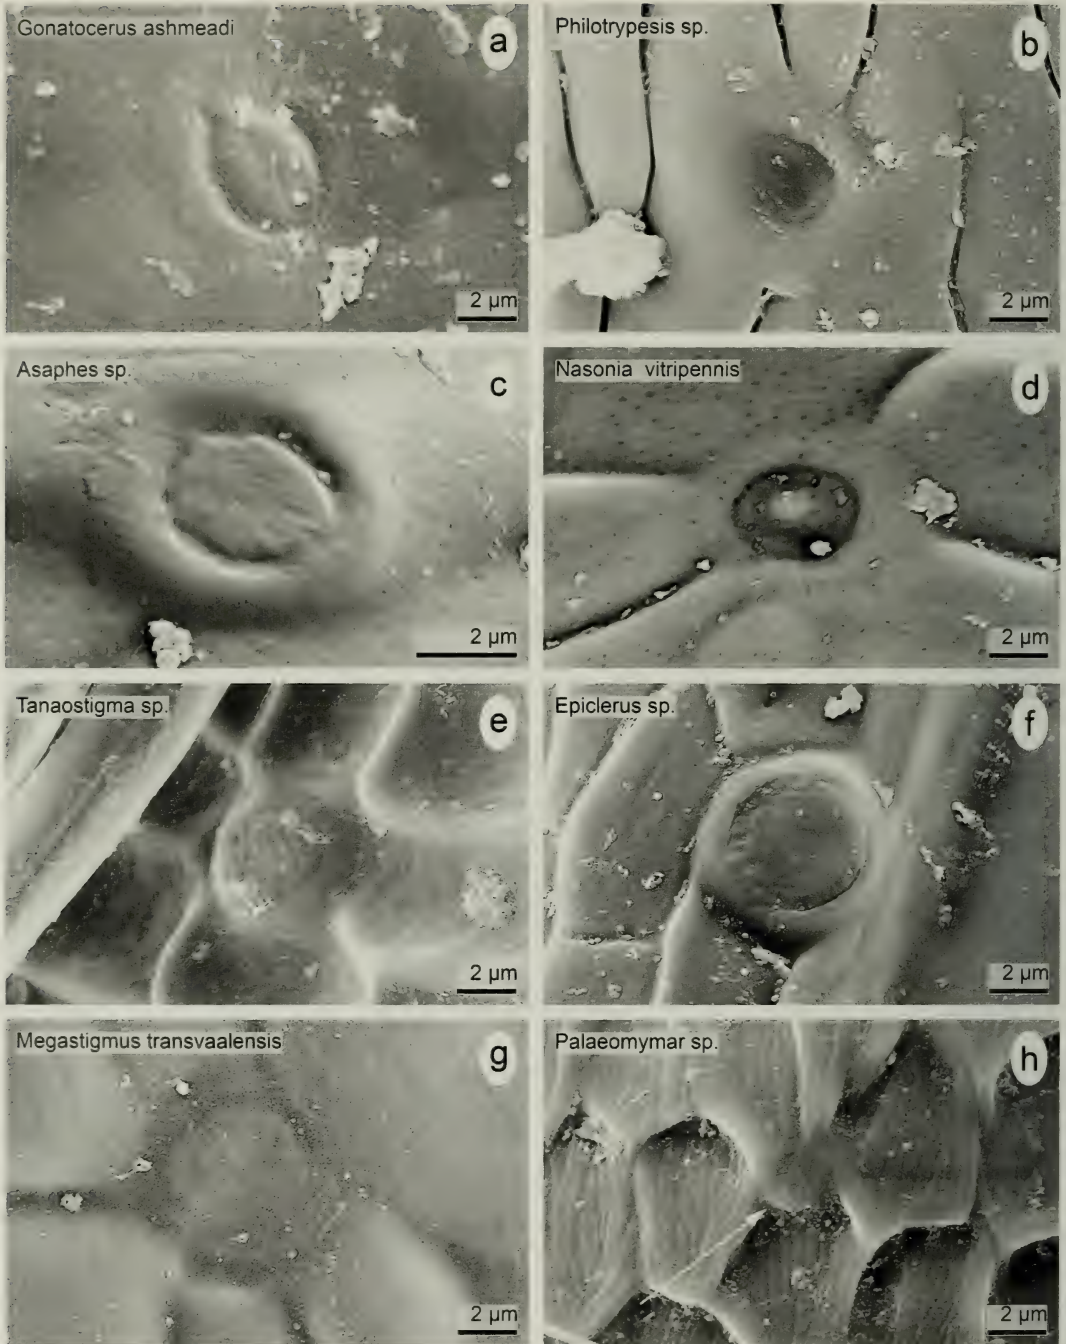 Gonatocerus ashmeadi
a
2 µm
Philotrypesis sp.
b
2 µm
Asaphes sp.
c
2 µm
Nasonia vitripennis
d
2 µm
Tanaostigma sp.
e
2 µm
Epiclerus sp.
f
2 µm
Megastigmus transvaalensis
g
2 µm
Palaeomymar sp.
h
2 µm